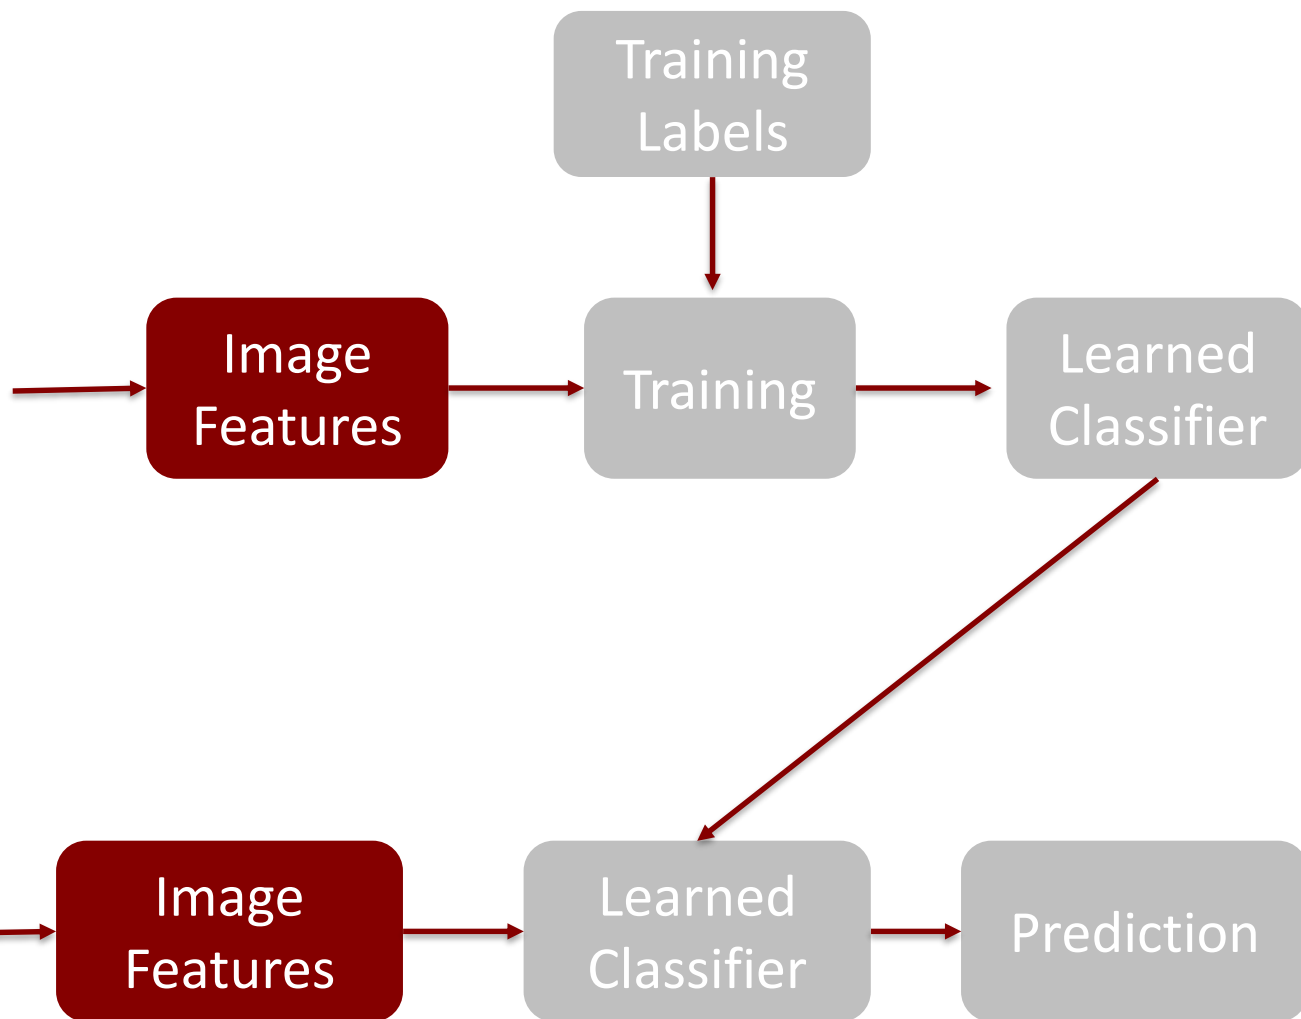 Training
Labels
Image
Features
Training
Learned
Classifier
Image
Features
Learned
Classifier
Prediction